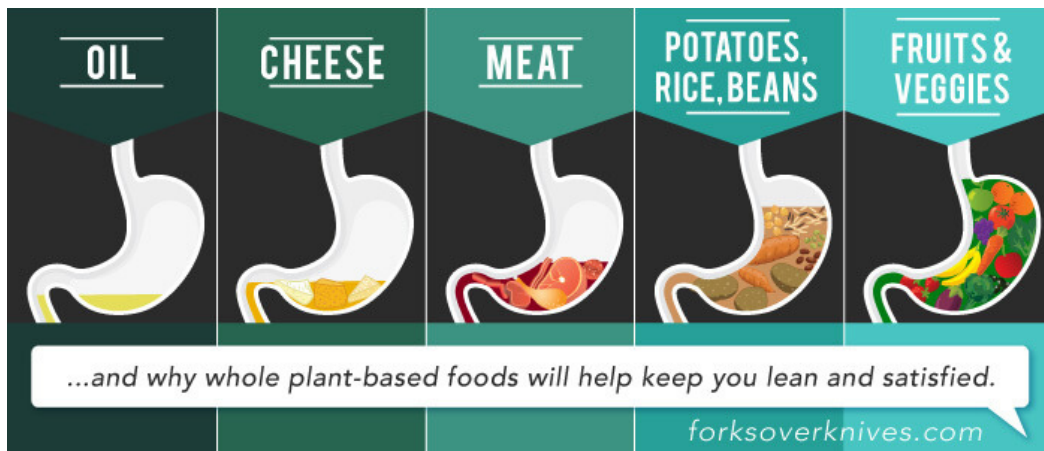 OIL
CHEESE
MEAT
POTATOES,
RICE, BEANS
FRUITS &
VEGGIES
...and why whole plant-based foods will help keep you lean and satisfied.
forksoverknives.com